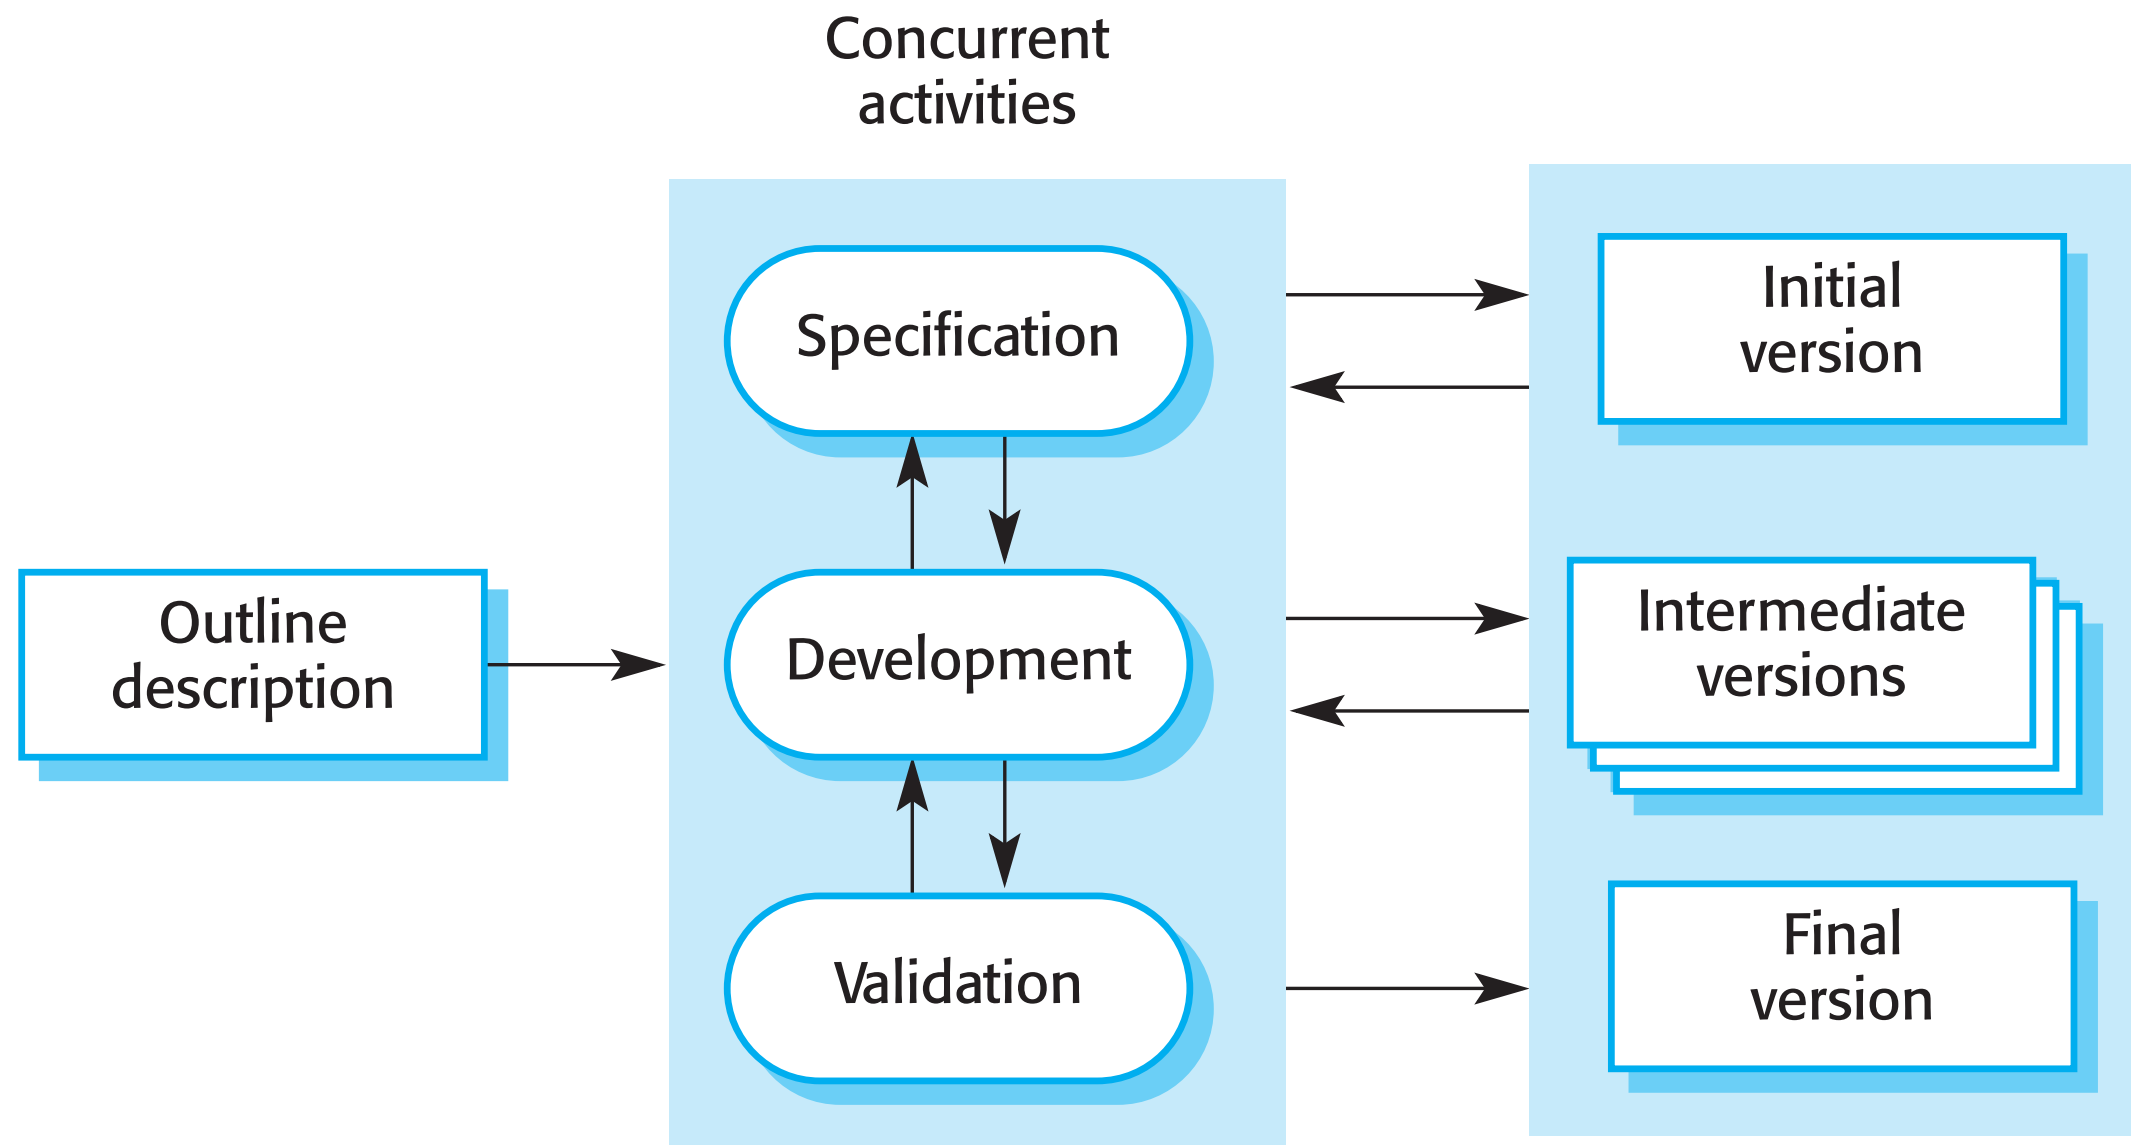 Concurrent
activities
Outline
description
Specification
Development
Validation
Initial
version
Intermediate
versions
Final
version